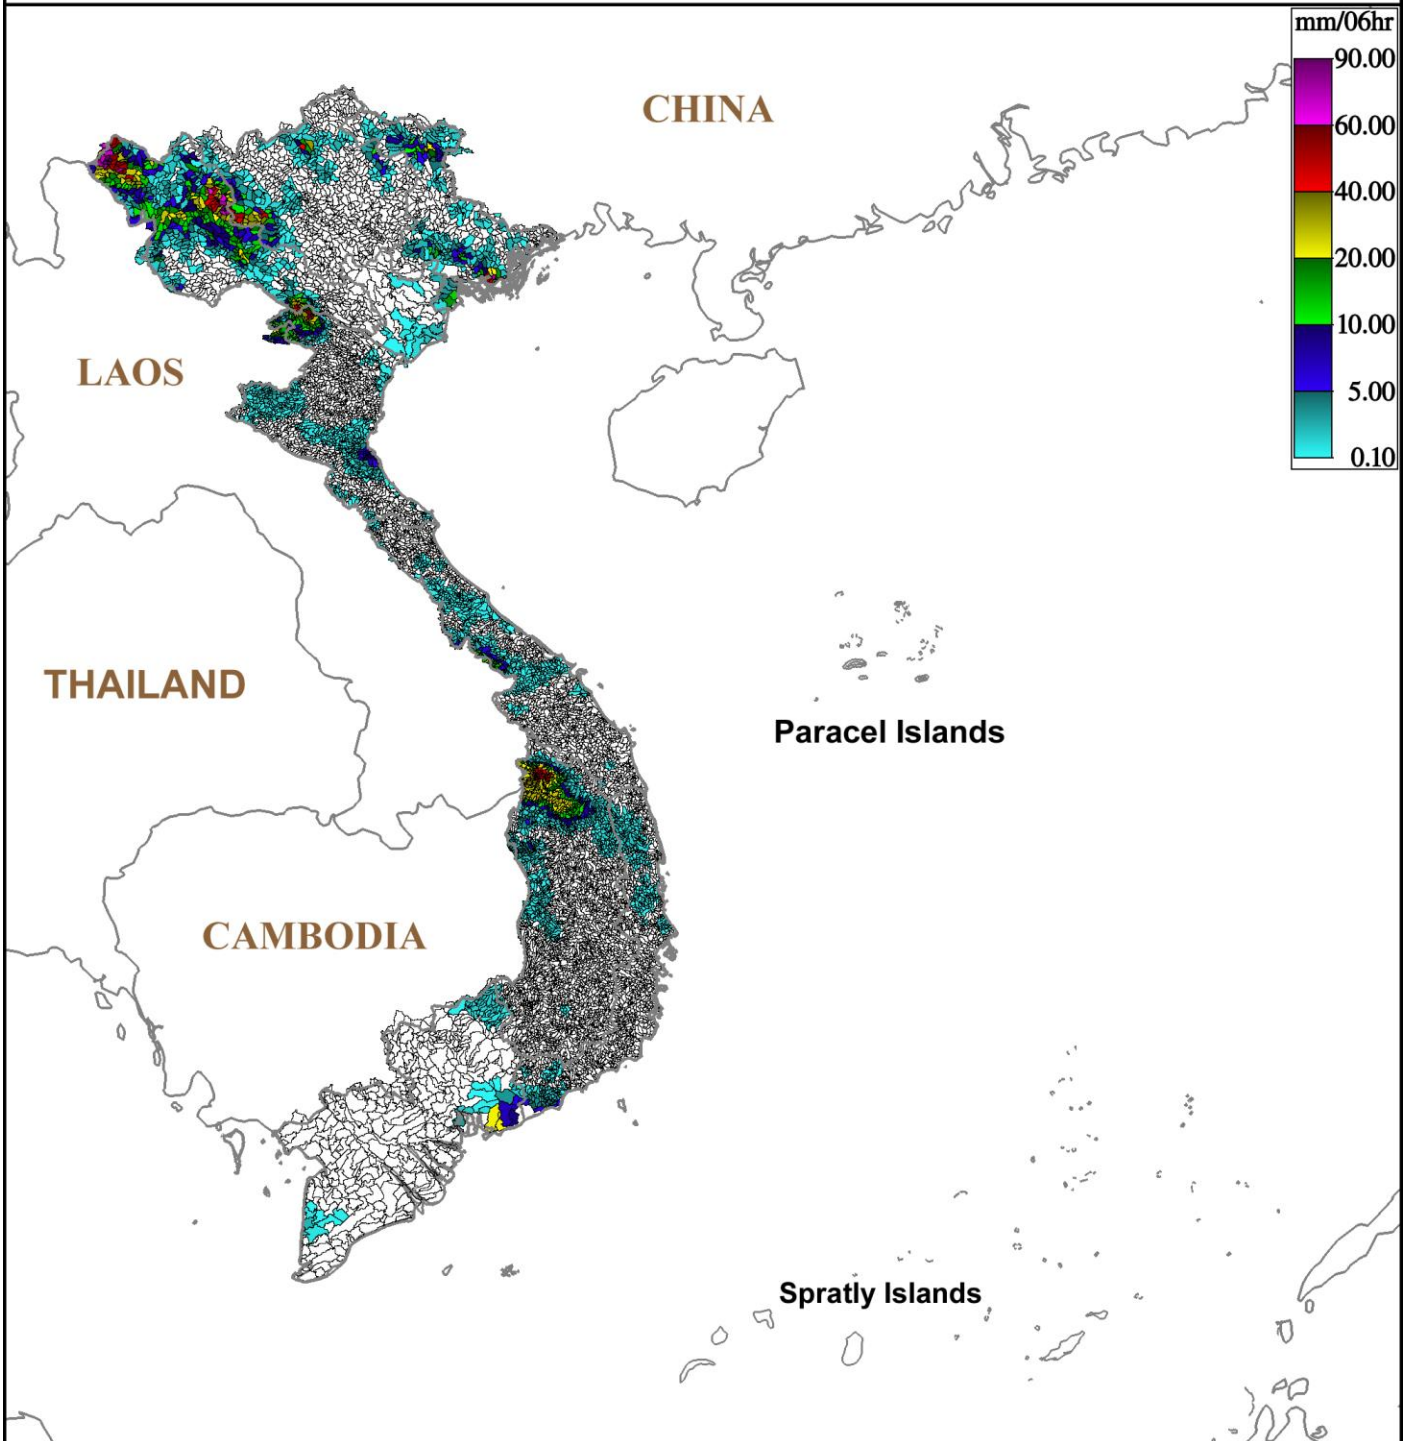 mm/06hr
90.00
60.00
40.00
20.00
10.00
5.00
0.10
CHINA
LAOS
THAILAND
Paracel Islands
CAMBODIA
Spratly Islands